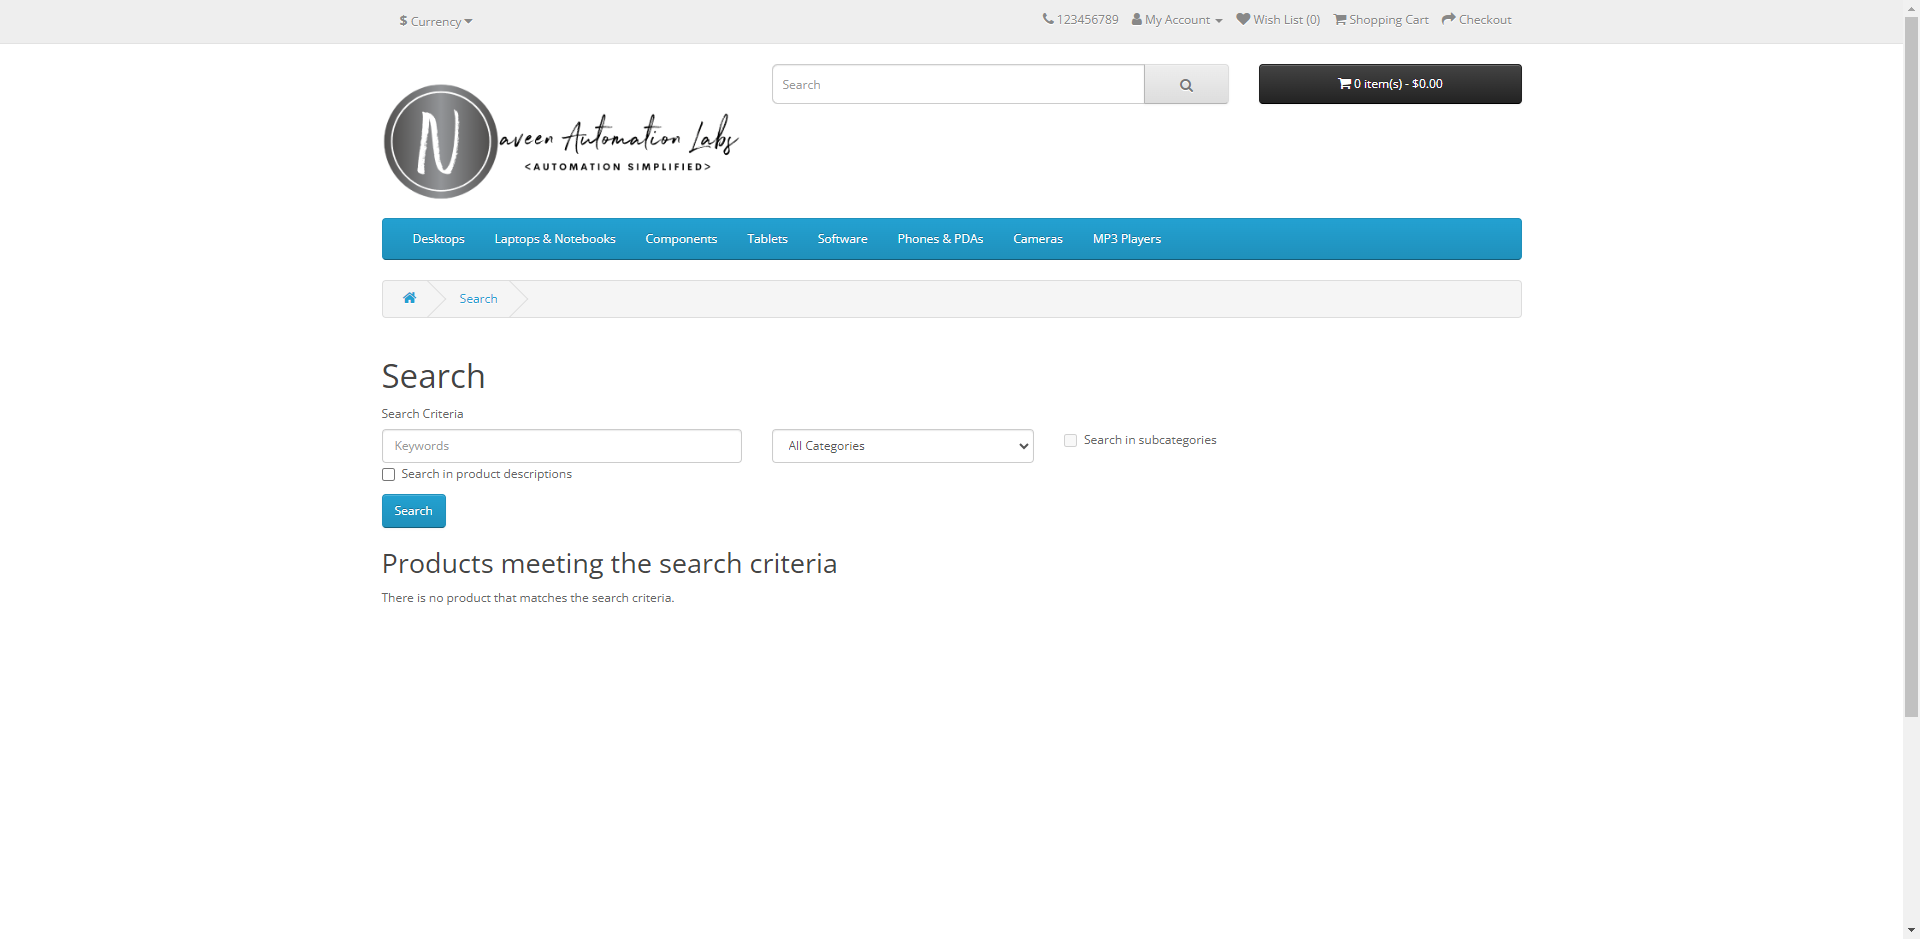 $ Currency
123456789 My Account Wish List (0) Shopping Cart Checkout
Search
0 item(s) - $0.00
Naveen Automation Labs
<AUTOMATION SIMPLIFIED>
Desktops Laptops & Notebooks Components Tablets Software Phones & PDAs Cameras MP3 Players
Search
Search
Search Criteria
Keywords
All Categories
Search in subcategories
Search in product descriptions
Search
Products meeting the search criteria
There is no product that matches the search criteria.